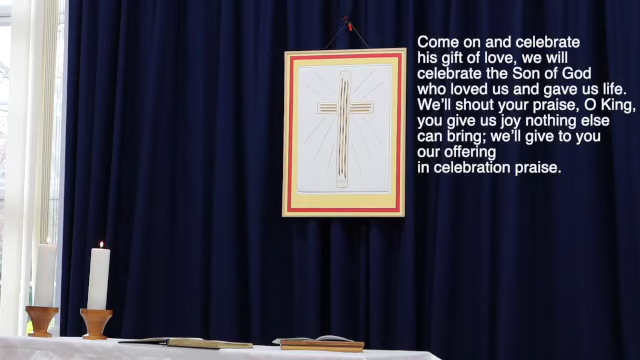 Come on and celebrate
his gift of love, we will
celebrate the Son of God
who loved us and gave us life.
We'll shout your praise, O King,
you give us joy nothing else
can bring; we'll give to you
our offering
in celebration praise.